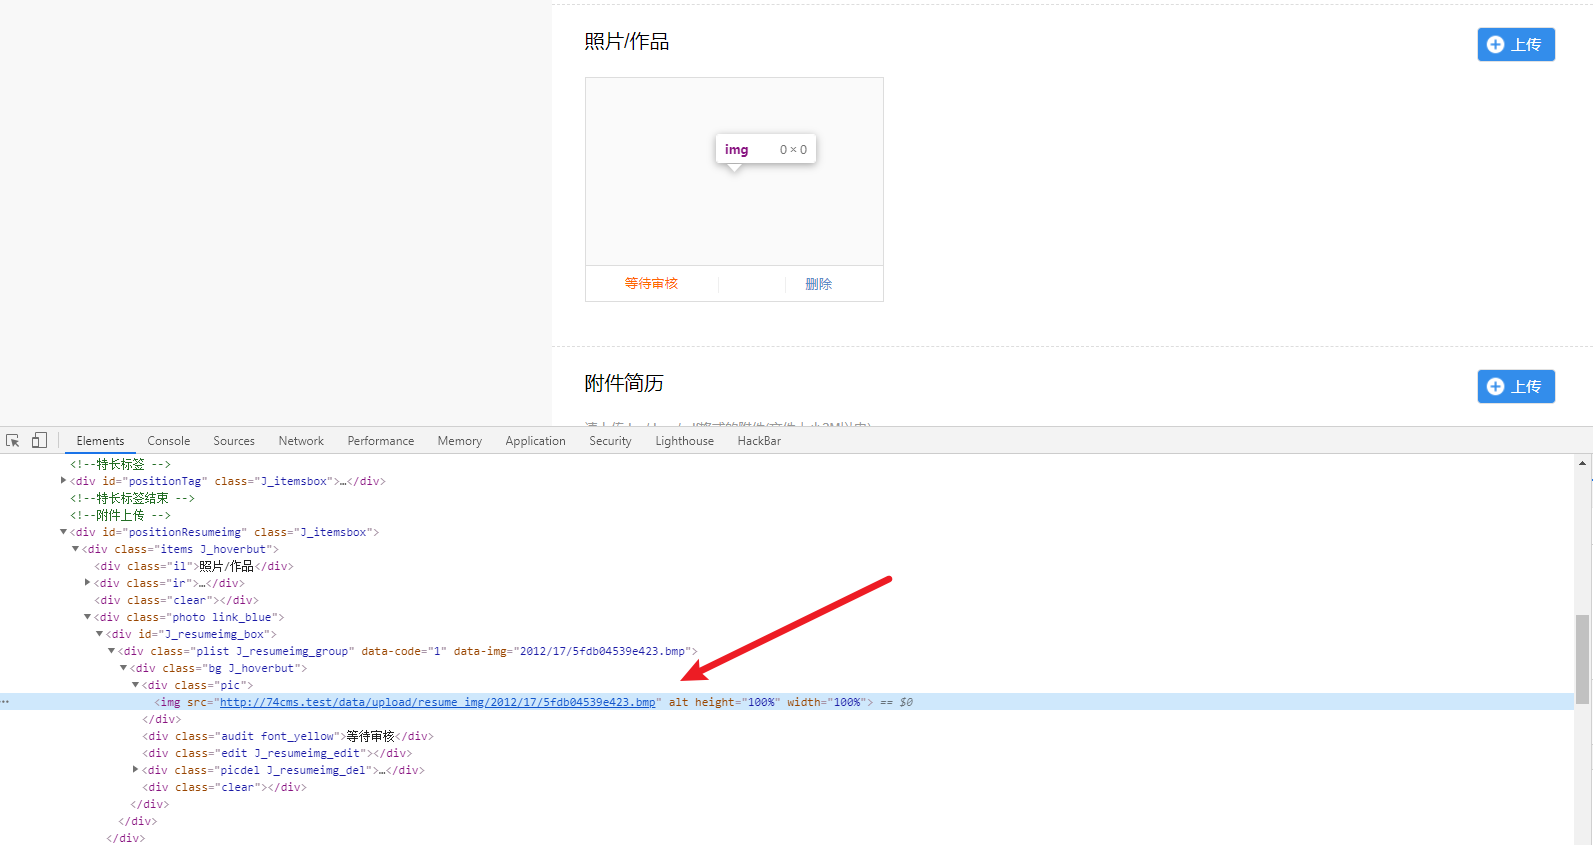 照片/作品
上传
img 0 × 0
等待审核 删除
附件简历
上传
Elements Console Sources Network Performance Memory Application Security Lighthouse HackBar
<!--特长标签 -->
<div id="positionTag" class="J_itemsbox">…</div>
<!--特长标签结束 -->
<!--附件上传 -->
<div id="positionResumeimg" class="J_itemsbox">
<div class="items J_hoverbut">
<div class="il">照片/作品</div>
<div class="ir">…</div>
<div class="clear"></div>
<div class="photo link_blue">
<div id="J_resumeimg_box">
<div class="plist J_resumeimg_group" data-code="1" data-img="2012/17/5fdb04539e423.bmp">
<div class="bg J_hoverbut">
<div class="pic">
<img src="http://74cms.test/data/upload/resume_img/2012/17/5fdb04539e423.bmp" alt height="100%" width="100%"> == $0
</div>
<div class="audit font_yellow">等待审核</div>
<div class="edit J_resumeimg_edit"></div>
<div class="picdel J_resumeimg_del">…</div>
<div class="clear"></div>
</div>
</div>
</div>